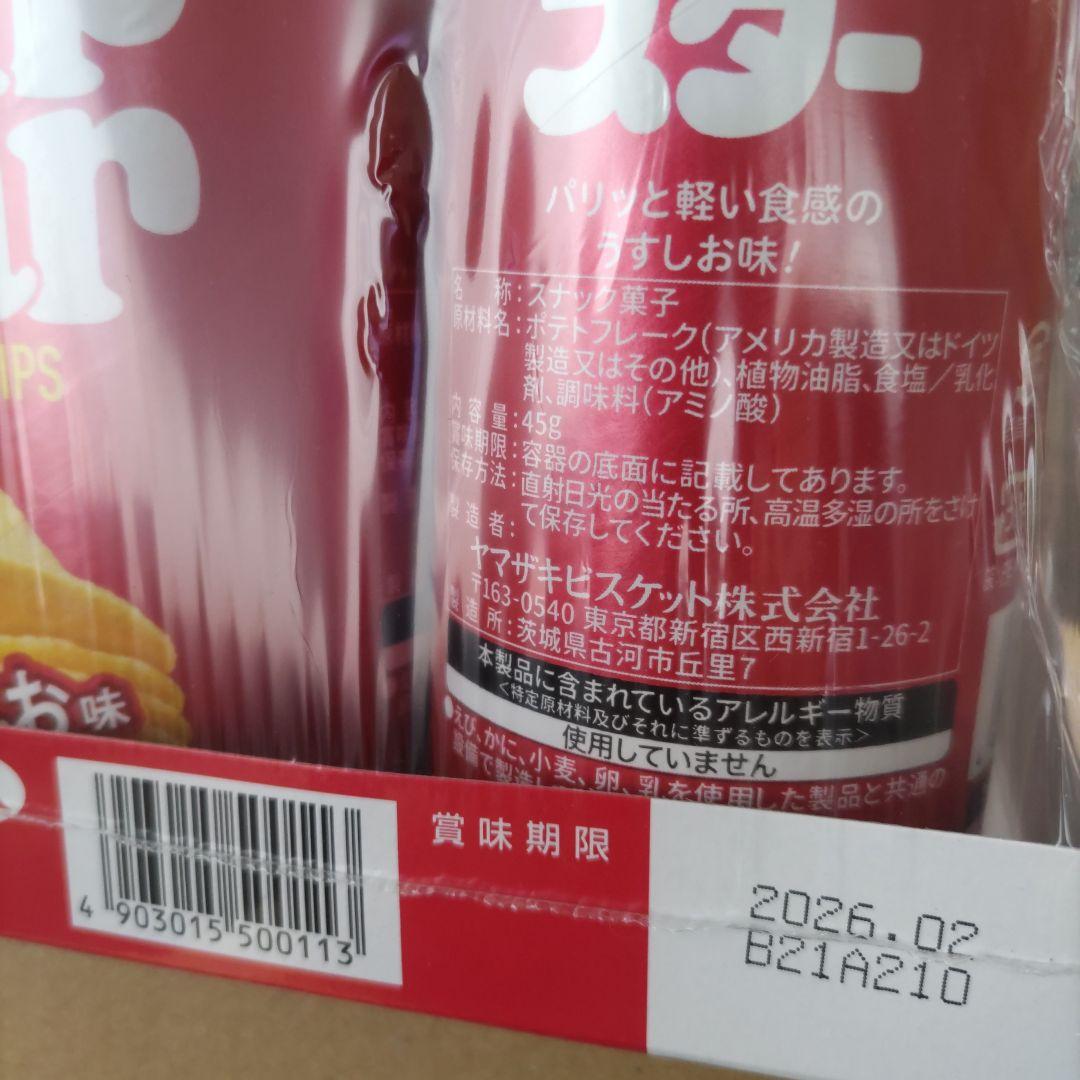 スター
パリッと軽い食感の
うすしお味!
名称:スナック菓子
原材料名:ポテトフレーク(アメリカ製造又はドイツ
製造又はその他)、植物油脂、食塩/乳化
剤、調味料(アミノ酸)
内容量:45g
賞味期限:容器の底面に記載してあります。
保存方法:直射日光の当たる所、高温多湿の所をさけ
て保存してください。
製造者:
ヤマザキビスケット株式会社
〒163-0540 東京都新宿区西新宿1-26-2
製造所:茨城県古河市丘里7
本製品に含まれているアレルギー物質
<特定原材料及びそれに準ずるものを表示>
使用していません
●えび、かに、小麦、卵、乳を使用した製品と共通の
設備で製造し
IPS
お味
賞味期限
4 903015 500113
2026.02
B21A210